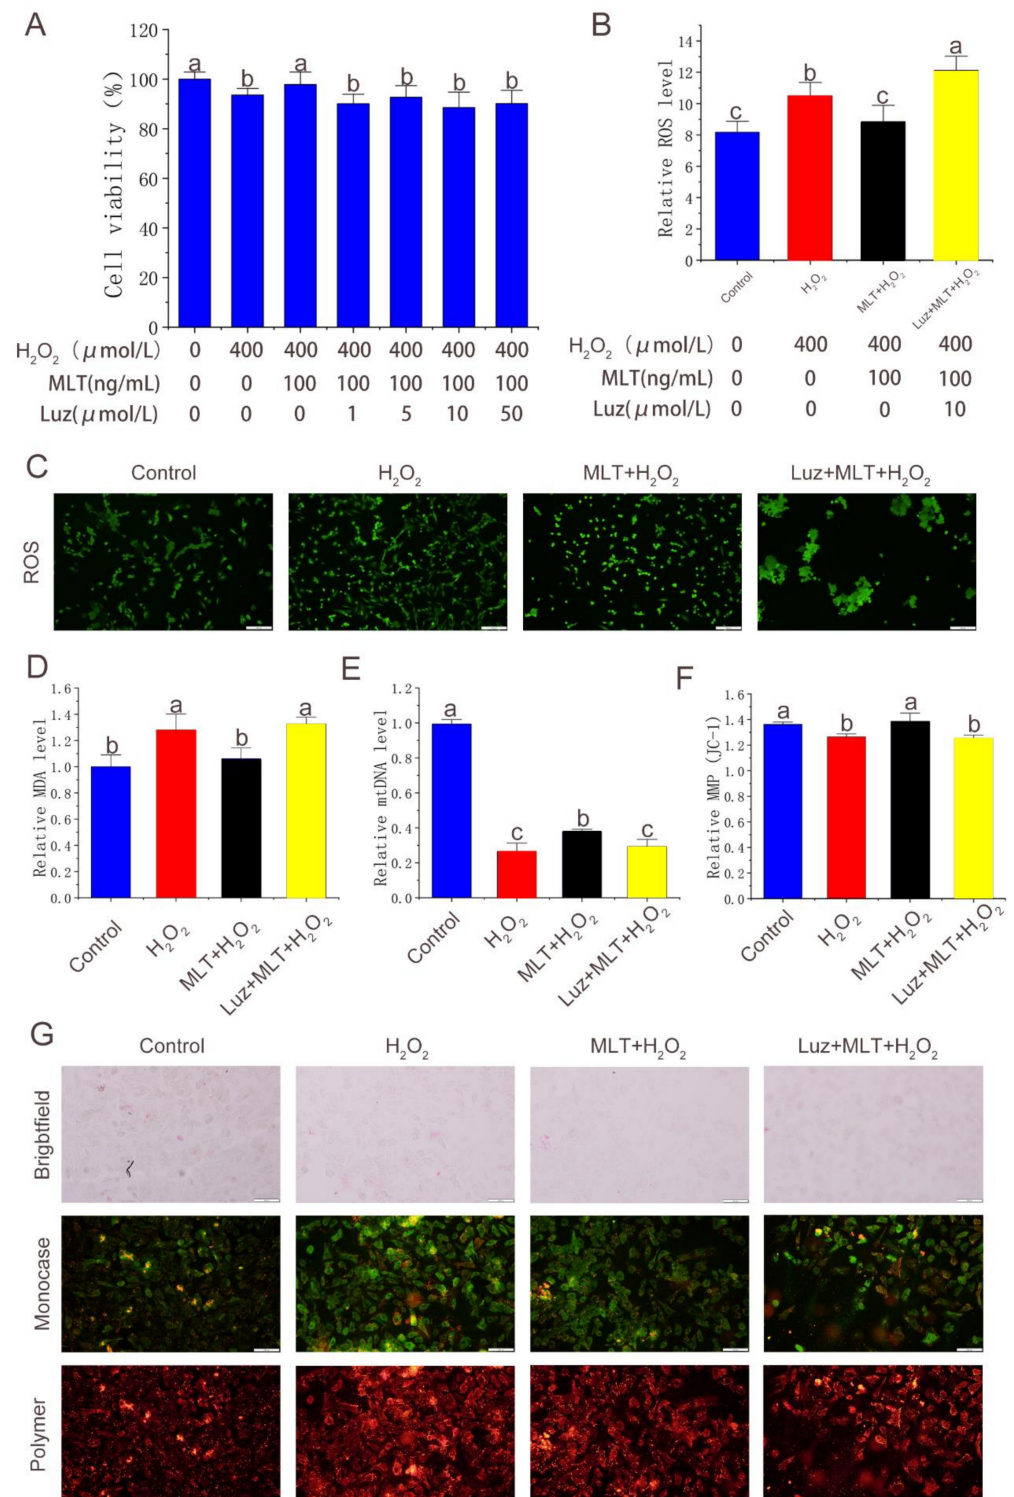 A
Cell viability (%)
120
100
80
60
40
20
0
a b a b b b b
H₂O₂ (μmol/L) 0 400 400 400 400 400 400
MLT(ng/mL) 0 0 100 100 100 100 100
Luz(μmol/L) 0 0 0 1 5 10 50
B
Relative ROS level
14
12
10
8
6
4
2
0
c b c a
Control H₂O₂ MLT+H₂O₂ Luz+MLT+H₂O₂
H₂O₂ (μmol/L) 0 400 400 400
MLT(ng/mL) 0 0 100 100
Luz(μmol/L) 0 0 0 10
C
Control H₂O₂ MLT+H₂O₂ Luz+MLT+H₂O₂
ROS
D
Relative MDA level
1.6
1.4
1.2
1.0
0.8
0.6
0.4
0.2
0.0
b a b a
Control H₂O₂ MLT+H₂O₂ Luz+MLT+H₂O₂
E
Relative mtDNA level
1.2
1.0
0.8
0.6
0.4
0.2
0.0
a c b c
Control H₂O₂ MLT+H₂O₂ Luz+MLT+H₂O₂
F
Relative MMP (JC-1)
1.6
1.4
1.2
1.0
0.8
0.6
0.4
0.2
0.0
a b a b
Control H₂O₂ MLT+H₂O₂ Luz+MLT+H₂O₂
G
Control H₂O₂ MLT+H₂O₂ Luz+MLT+H₂O₂
Brigbtfield
Monocase
Polymer